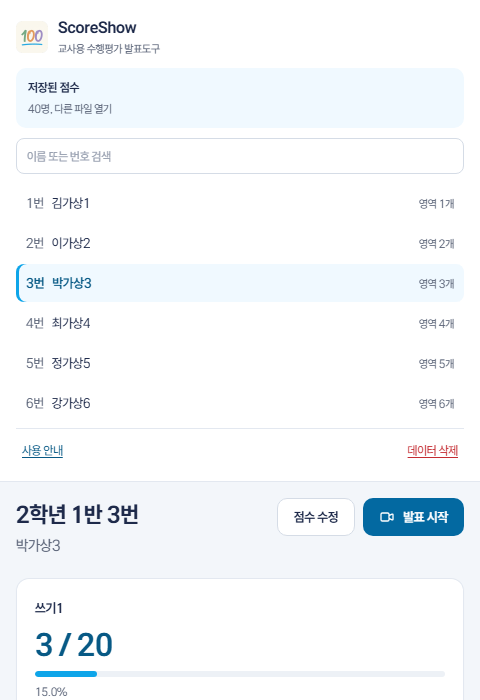 100
ScoreShow
교사용 수행평가 발표도구
저장된 점수
40명, 다른 파일 열기
이름 또는 번호 검색
1번 김가상1 영역 1개
2번 이가상2 영역 2개
3번 박가상3 영역 3개
4번 최가상4 영역 4개
5번 정가상5 영역 5개
6번 강가상6 영역 6개
사용 안내 데이터 삭제
2학년 1반 3번 점수 수정 발표 시작
박가상3
쓰기1
3 / 20
15.0%